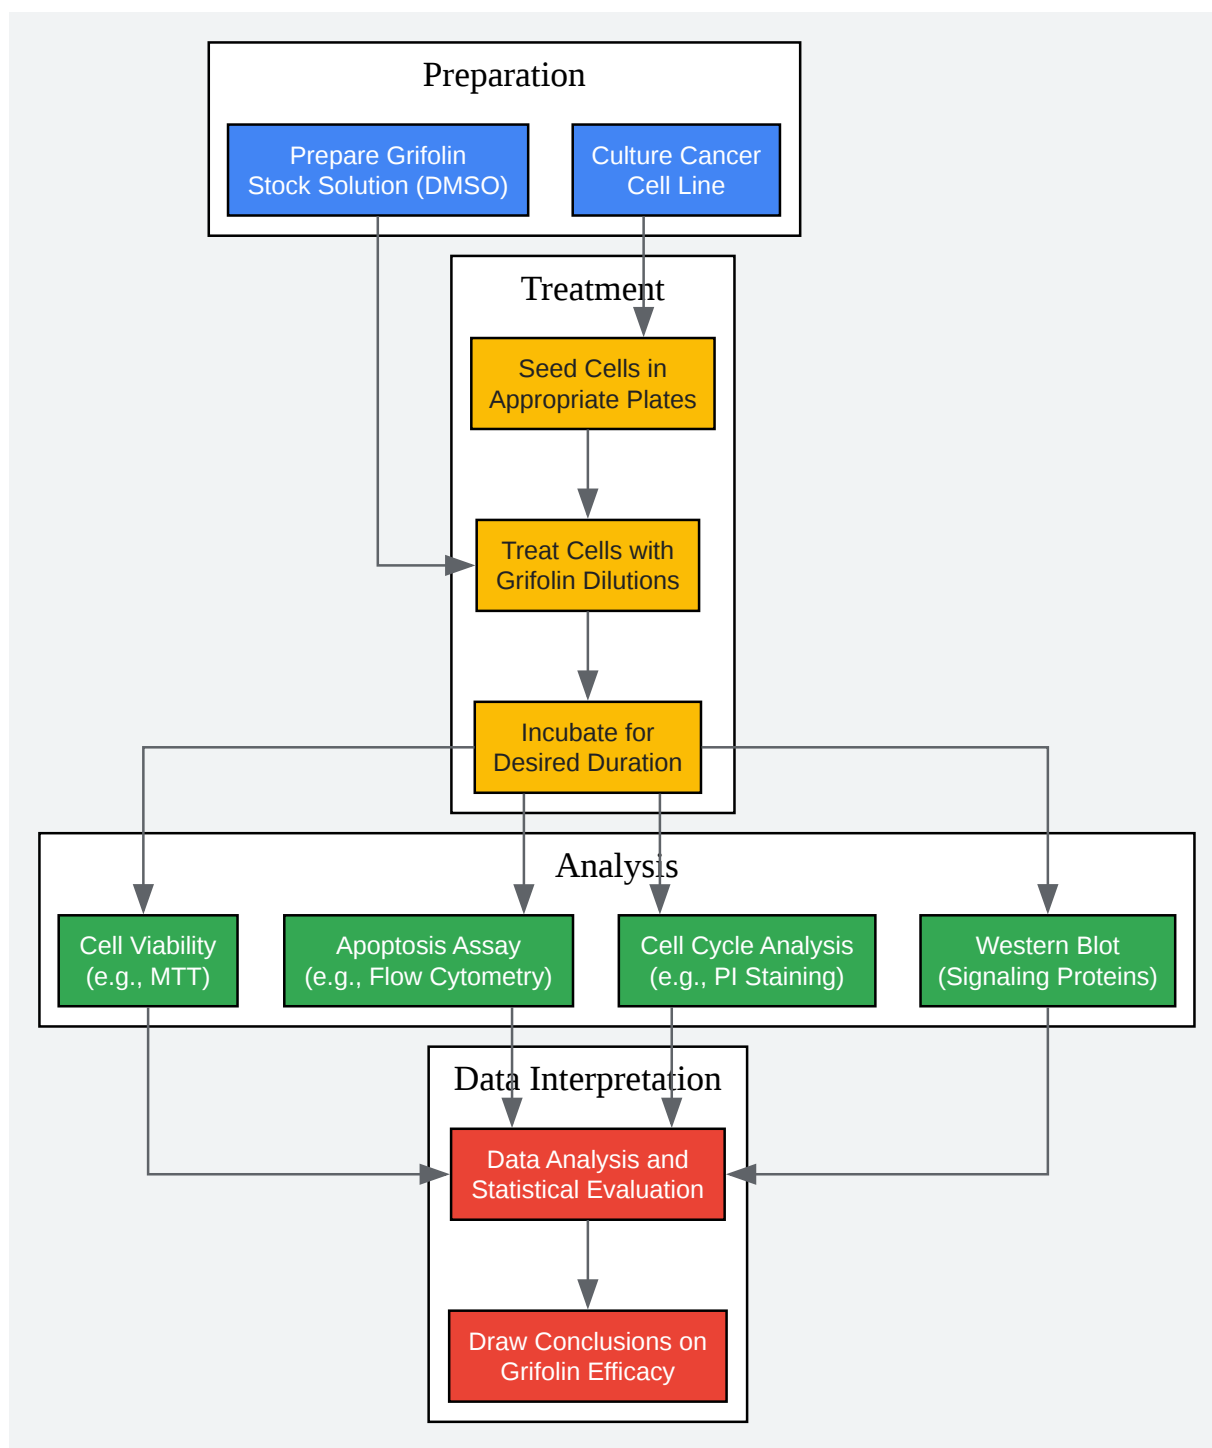 Preparation
Prepare Grifolin
Stock Solution (DMSO)
Culture Cancer
Cell Line
Treatment
Seed Cells in
Appropriate Plates
Treat Cells with
Grifolin Dilutions
Incubate for
Desired Duration
Analysis
Cell Viability
(e.g., MTT)
Apoptosis Assay
(e.g., Flow Cytometry)
Cell Cycle Analysis
(e.g., PI Staining)
Western Blot
(Signaling Proteins)
Data Interpretation
Data Analysis and
Statistical Evaluation
Draw Conclusions on
Grifolin Efficacy